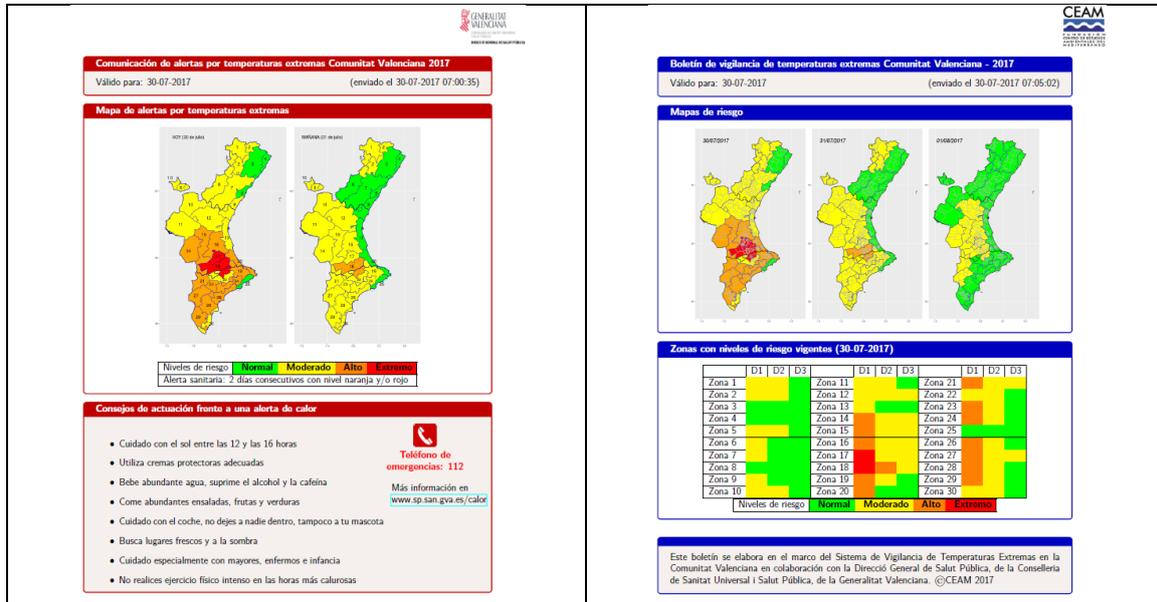 GENERALITAT
VALENCIANA
Comunicación de alertas por temperaturas extremas Comunitat Valenciana 2017
Válido para: 30-07-2017 (enviado el 30-07-2017 07:00:35)
Mapa de alertas por temperaturas extremas
Niveles de riesgo Normal Moderado Alto Extremo
Alerta sanitaria: 2 días consecutivos con nivel naranja y/o rojo
Consejos de actuación frente a una alerta de calor
• Cuidado con el sol entre las 12 y las 16 horas
• Utiliza cremas protectoras adecuadas
• Bebe abundante agua, suprime el alcohol y la cafeína
• Come abundantes ensaladas, frutas y verduras
• Cuidado con el coche, no dejes a nadie dentro, tampoco a tu mascota
• Busca lugares frescos y a la sombra
• Cuidado especialmente con mayores, enfermos e infancia
• No realices ejercicio físico intenso en las horas más calurosas
Teléfono de
emergencias: 112
Más información en
www.sp.san.gva.es/calor
CEAM
Boletín de vigilancia de temperaturas extremas Comunitat Valenciana - 2017
Válido para: 30-07-2017 (enviado el 30-07-2017 07:05:02)
Mapas de riesgo
30/07/2017 31/07/2017 01/08/2017
Zonas con niveles de riesgo vigentes (30-07-2017)
D1 D2 D3 D1 D2 D3 D1 D2 D3
Zona 1 Zona 11 Zona 21
Zona 2 Zona 12 Zona 22
Zona 3 Zona 13 Zona 23
Zona 4 Zona 14 Zona 24
Zona 5 Zona 15 Zona 25
Zona 6 Zona 16 Zona 26
Zona 7 Zona 17 Zona 27
Zona 8 Zona 18 Zona 28
Zona 9 Zona 19 Zona 29
Zona 10 Zona 20 Zona 30
Niveles de riesgo Normal Moderado Alto Extremo
Este boletín se elabora en el marco del Sistema de Vigilancia de Temperaturas Extremas en la
Comunitat Valenciana en colaboración con la Direcció General de Salut Pública, de la Conselleria
de Sanitat Universal i Salut Pública, de la Generalitat Valenciana. ©CEAM 2017